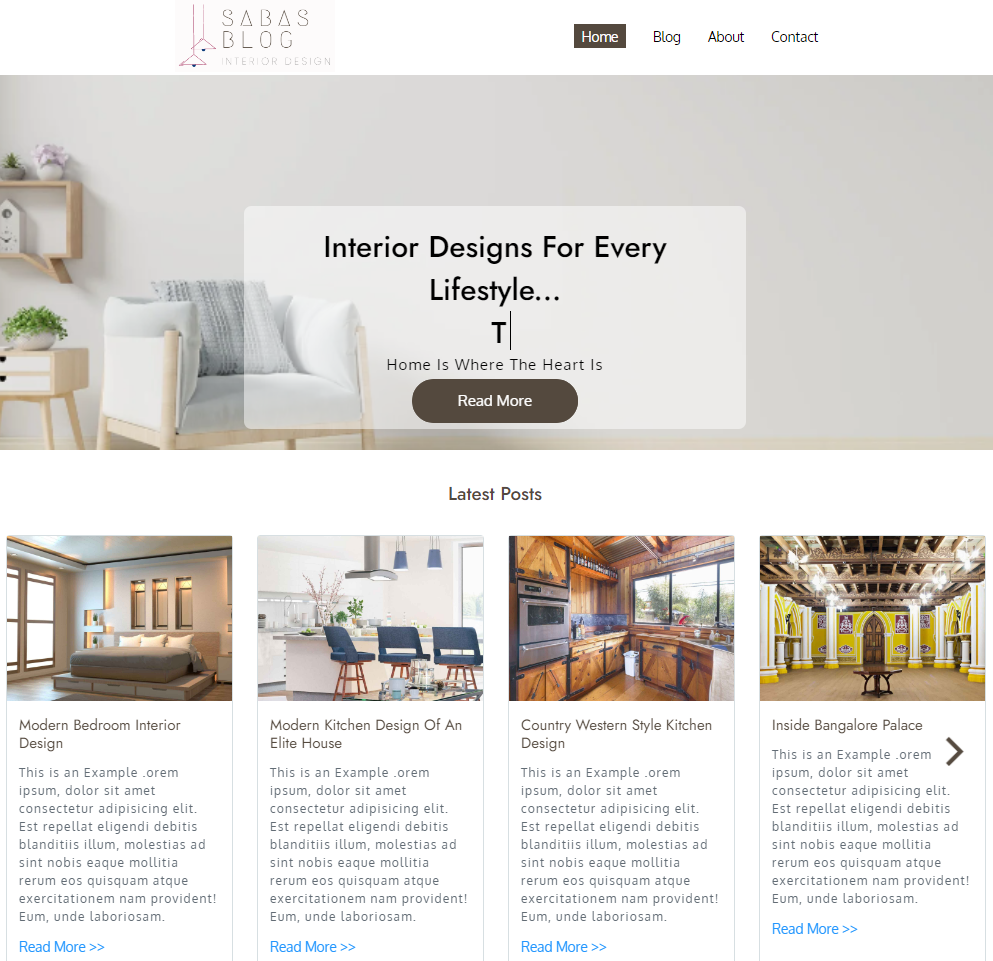 SABAS
BLOG
INTERIOR DESIGN
Home Blog About Contact
Interior Designs For Every
Lifestyle...
T
Home Is Where The Heart Is
Read More
Latest Posts
Modern Bedroom Interior
Design
This is an Example .orem
ipsum, dolor sit amet
consectetur adipisicing elit.
Est repellat eligendi debitis
blanditiis illum, molestias ad
sint nobis eaque mollitia
rerum eos quisquam atque
exercitationem nam provident!
Eum, unde laboriosam.
Read More >>
Modern Kitchen Design Of An
Elite House
This is an Example .orem
ipsum, dolor sit amet
consectetur adipisicing elit.
Est repellat eligendi debitis
blanditiis illum, molestias ad
sint nobis eaque mollitia
rerum eos quisquam atque
exercitationem nam provident!
Eum, unde laboriosam.
Read More >>
Country Western Style Kitchen
Design
This is an Example .orem
ipsum, dolor sit amet
consectetur adipisicing elit.
Est repellat eligendi debitis
blanditiis illum, molestias ad
sint nobis eaque mollitia
rerum eos quisquam atque
exercitationem nam provident!
Eum, unde laboriosam.
Read More >>
Inside Bangalore Palace
This is an Example .orem
ipsum, dolor sit amet
consectetur adipisicing elit.
Est repellat eligendi debitis
blanditiis illum, molestias ad
sint nobis eaque mollitia
rerum eos quisquam atque
exercitationem nam provident!
Eum, unde laboriosam.
Read More >>